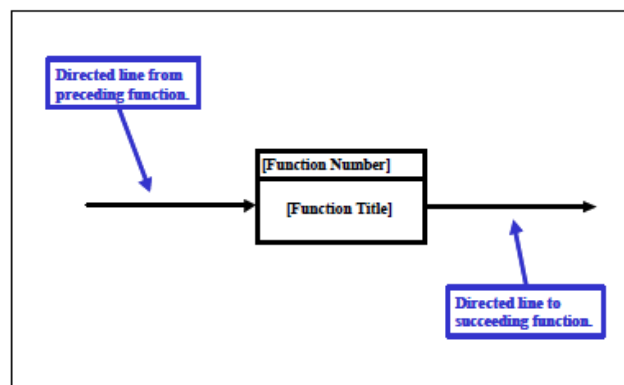 Directed line from
preceding function.
[Function Number]
[Function Title]
Directed line to
succeeding function.